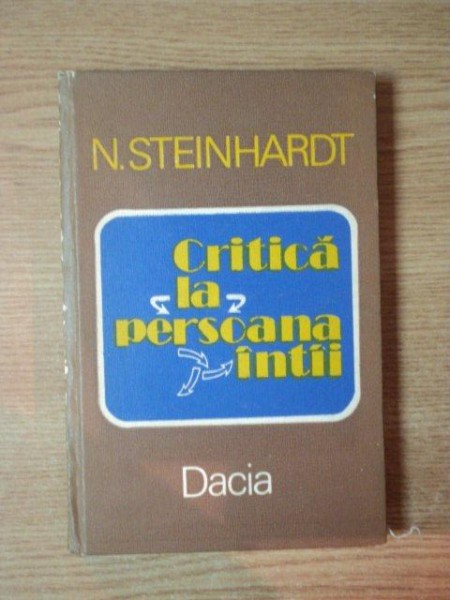 N. STEINHARDT
Critică
la
persoana
întîi
Dacia